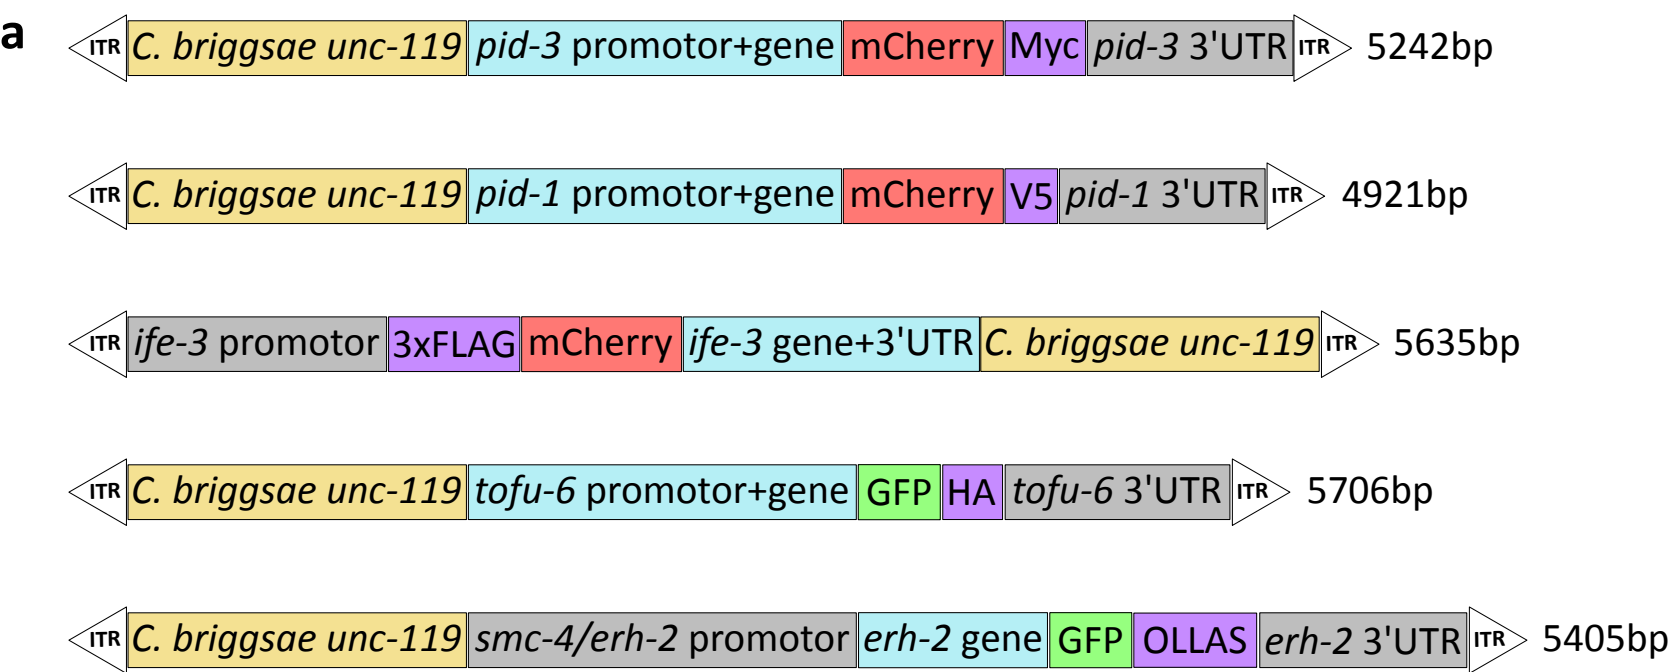 a
ITR C. briggsae unc-119 pid-3 promotor+gene mCherry Myc pid-3 3'UTR ITR 5242bp
ITR C. briggsae unc-119 pid-1 promotor+gene mCherry V5 pid-1 3'UTR ITR 4921bp
ITR ife-3 promotor 3xFLAG mCherry ife-3 gene+3'UTR C. briggsae unc-119 ITR 5635bp
ITR C. briggsae unc-119 tofu-6 promotor+gene GFP HA tofu-6 3'UTR ITR 5706bp
ITR C. briggsae unc-119 smc-4/erh-2 promotor erh-2 gene GFP OLLAS erh-2 3'UTR ITR 5405bp